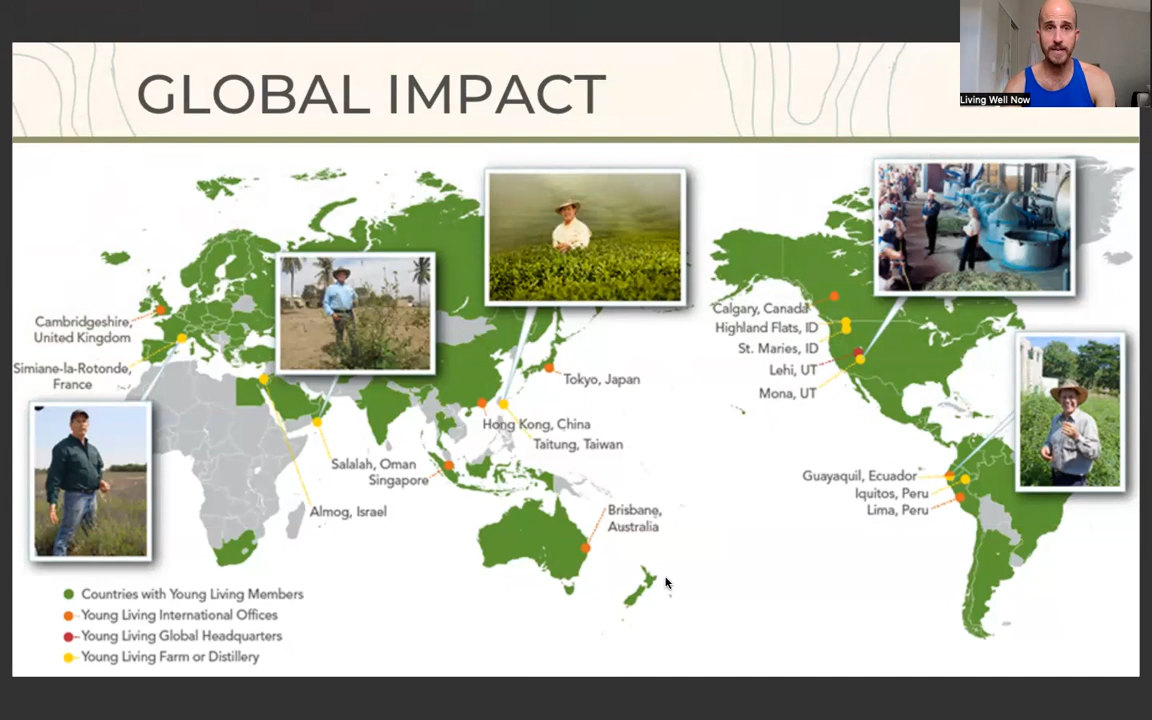 GLOBAL IMPACT
Living Well Now
Cambridgeshire,
United Kingdom
Simiane-la-Rotonde,
France
Tokyo, Japan
Hong Kong, China
Taitung, Taiwan
Salalah, Oman
Singapore
Almog, Israel
Brisbane,
Australia
Calgary, Canada
Highland Flats, ID
St. Maries, ID
Lehi, UT
Mona, UT
Guayaquil, Ecuador
Iquitos, Peru
Lima, Peru
Countries with Young Living Members
Young Living International Offices
Young Living Global Headquarters
Young Living Farm or Distillery